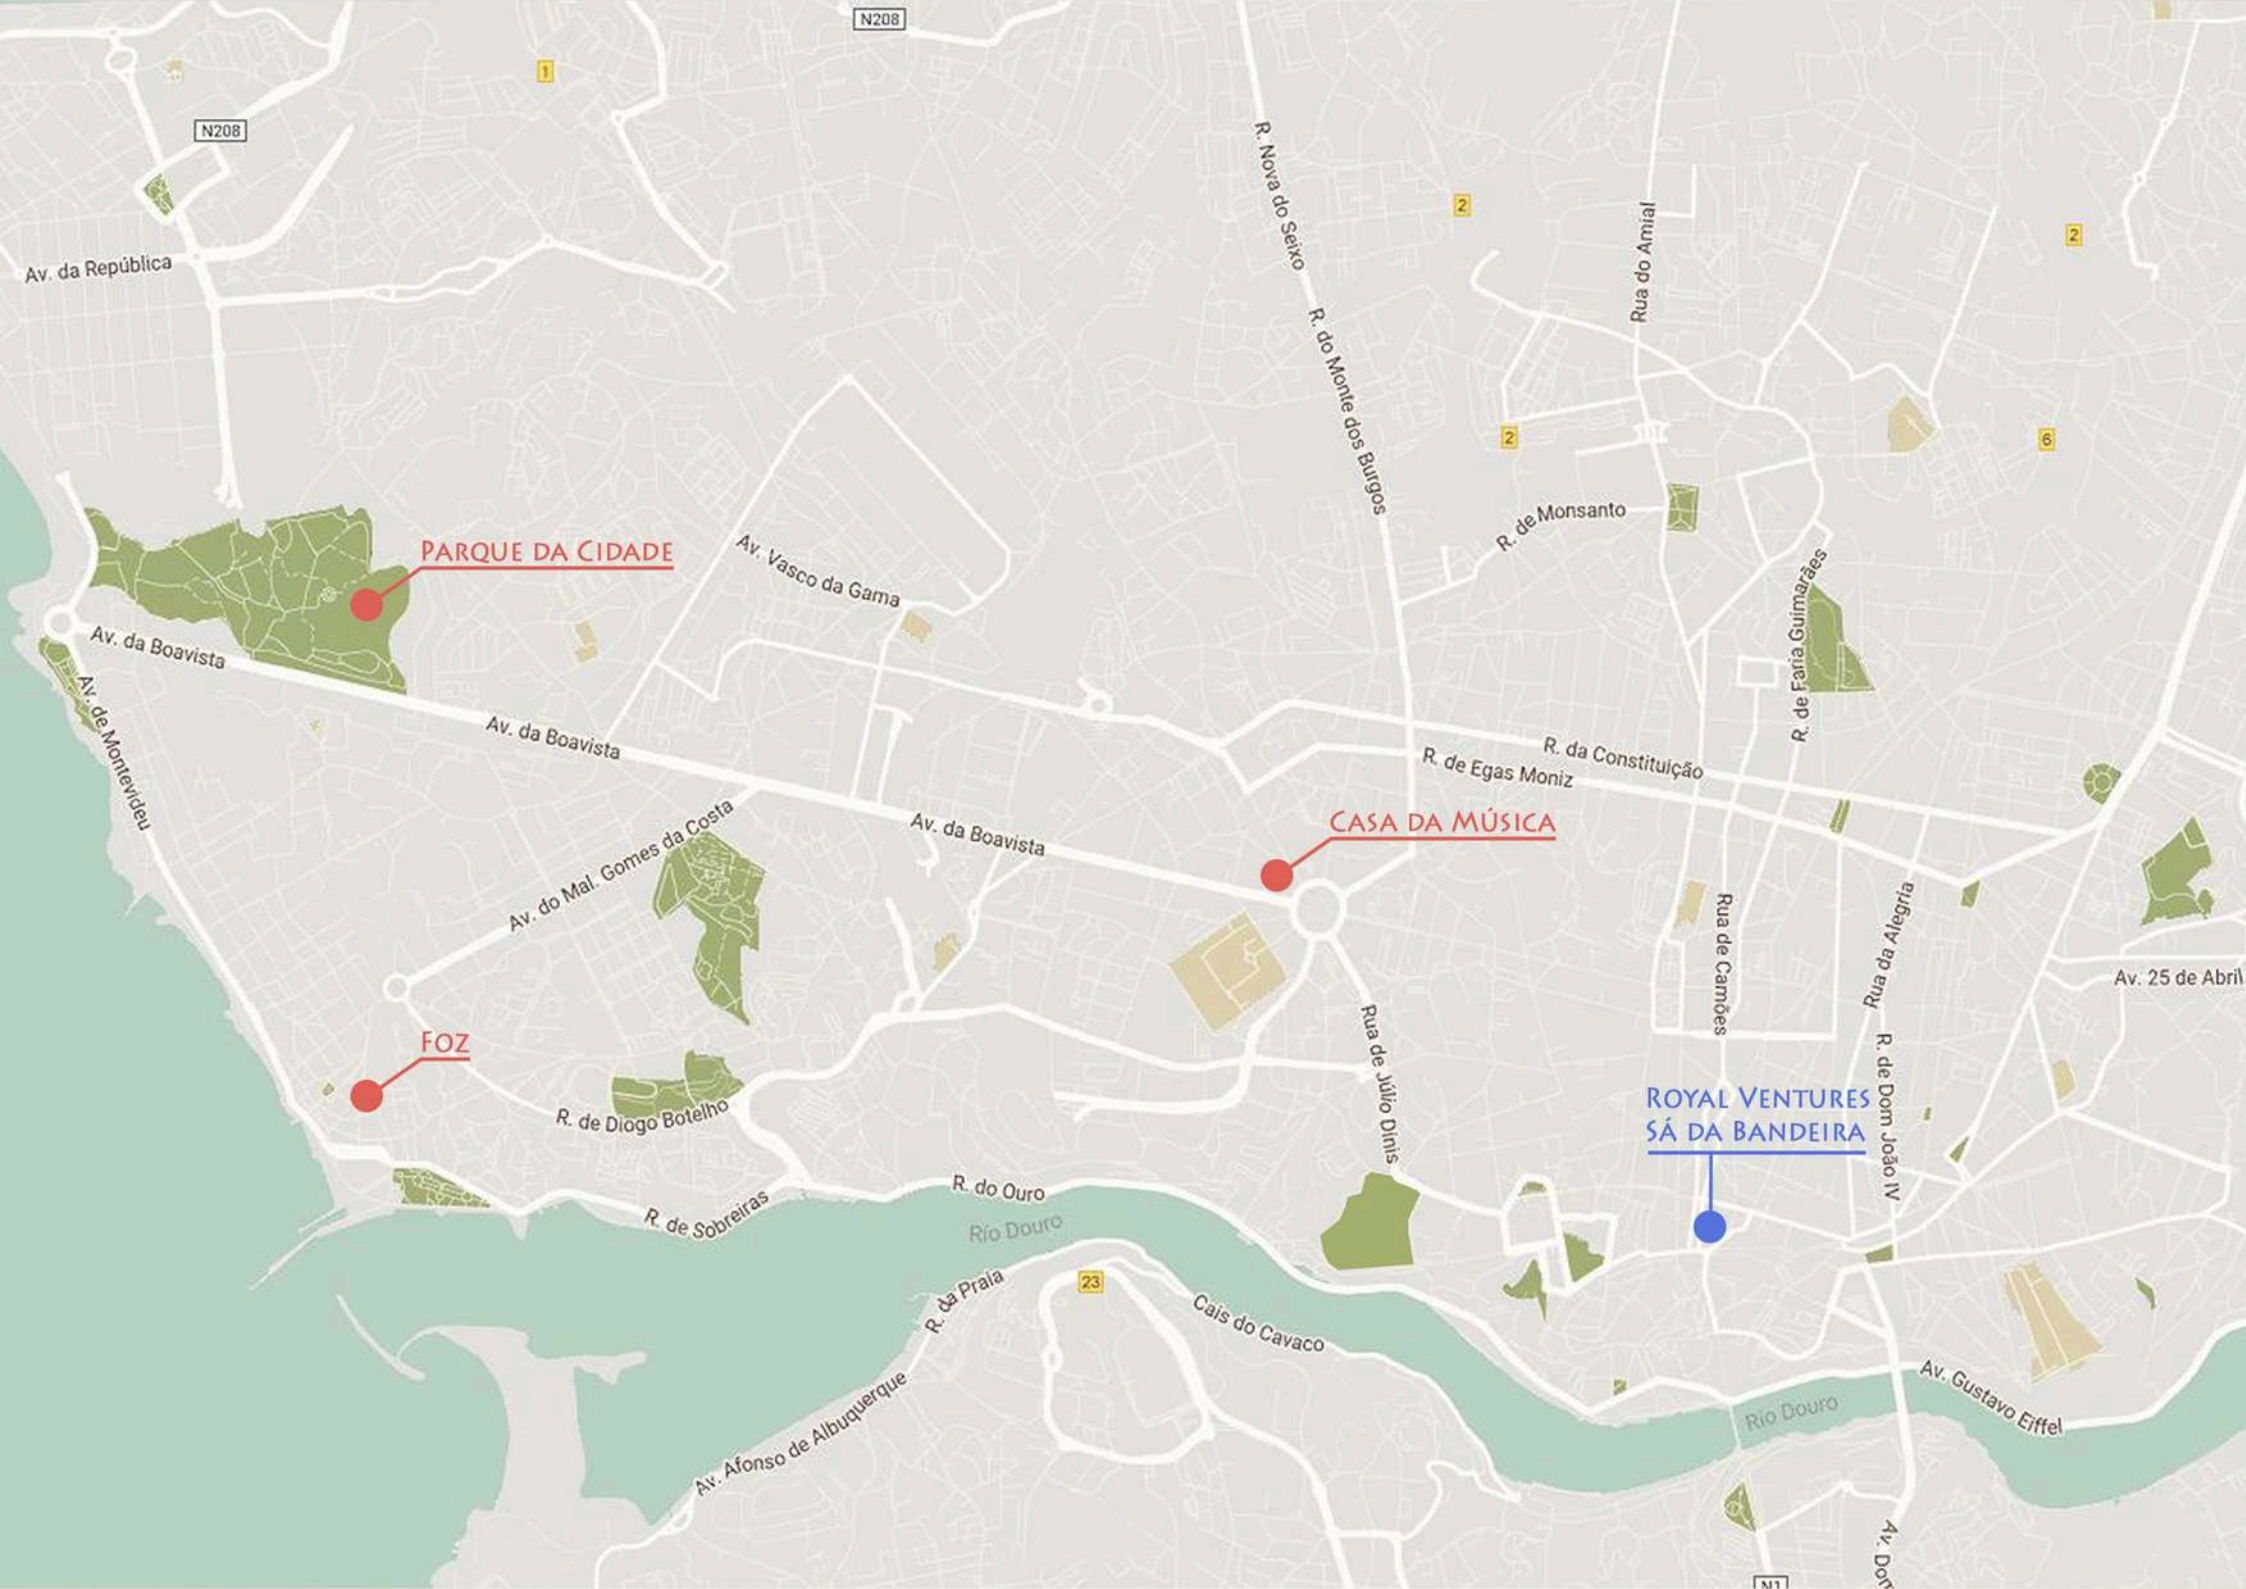 N208
1
N208
R. Nova do Seixo
2
Rua do Amial
2
Av. da República
R. do Monte dos Burgos
2
6
R. de Monsanto
Parque da Cidade
Av. Vasco da Gama
R. de Faria Guimarães
Av. da Boavista
Av. de Montevideu
Av. da Boavista
R. da Constituição
R. de Egas Moniz
Av. do Mal. Gomes da Costa
Av. da Boavista
Casa da Música
Rua de Camões
Rua da Alegria
Av. 25 de Abril
Foz
Rua de Júlio Dinis
R. de Dom João IV
R. de Diogo Botelho
Royal Ventures
Sá da Bandeira
R. do Ouro
R. de Sobreiras
Río Douro
R. da Praia
23
Cais do Cavaco
Av. Afonso de Albuquerque
Av. Gustavo Eiffel
Río Douro
Av. Dom
N1